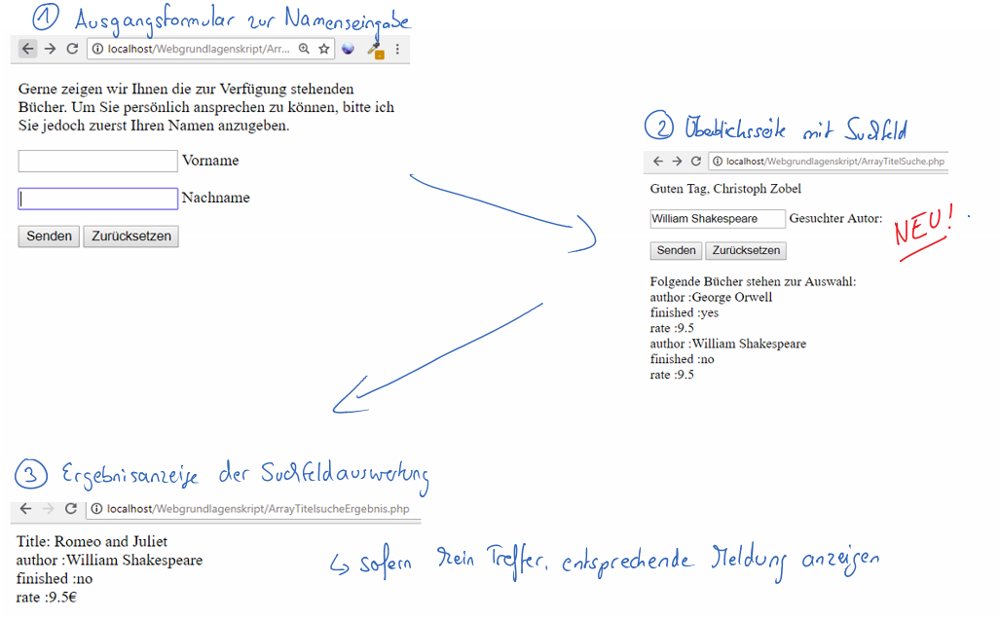 ① Ausgangsformular zur Namenseingabe
localhost/Webgrundlagenskript/Arr...
Gerne zeigen wir Ihnen die zur Verfügung stehenden
Bücher. Um Sie persönlich ansprechen zu können, bitte ich
Sie jedoch zuerst Ihren Namen anzugeben.
Vorname
Nachname
Senden Zurücksetzen
② Überblicksseite mit Suchfeld
localhost/Webgrundlagenskript/ArrayTitelSuche.php
Guten Tag, Christoph Zobel
William Shakespeare Gesuchter Autor:
NEU!
Senden Zurücksetzen
Folgende Bücher stehen zur Auswahl:
author :George Orwell
finished :yes
rate :9.5
author :William Shakespeare
finished :no
rate :9.5
③ Ergebnisanzeige der Suchfeldauswertung
localhost/Webgrundlagenskript/ArrayTitelsucheErgebnis.php
Title: Romeo and Juliet
author :William Shakespeare
finished :no
rate :9.5€
↳ sofern kein Treffer, entsprechende Meldung anzeigen